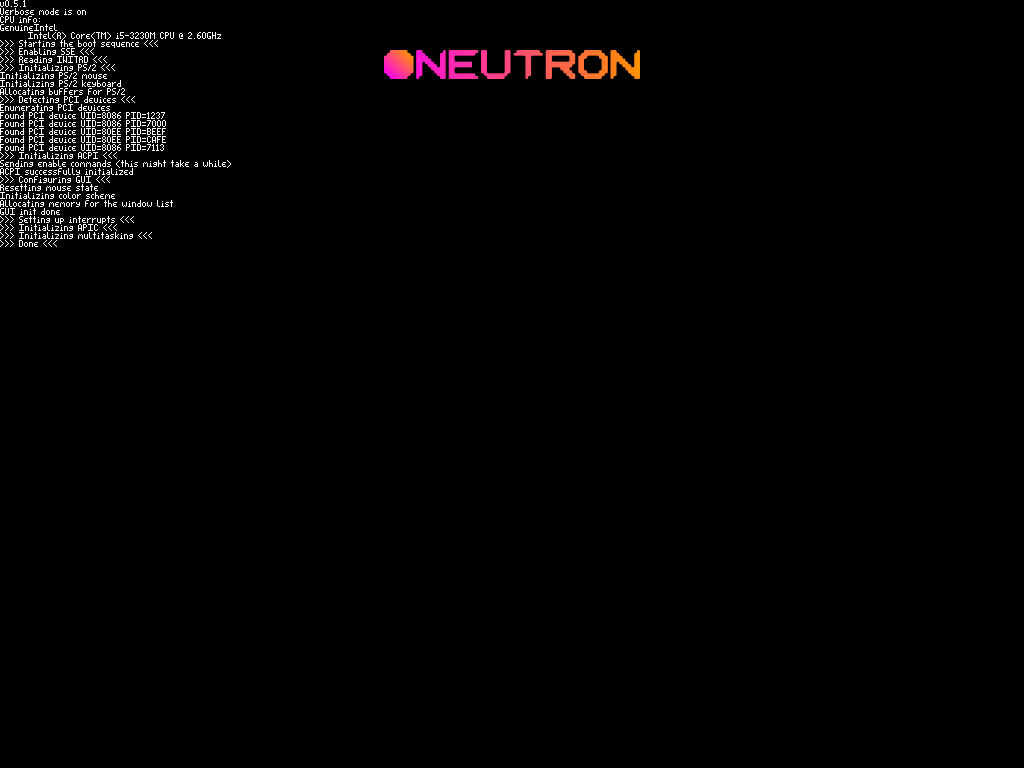 v0.5.1
Verbose mode is on
CPU info:
GenuineIntel
Intel(R) Core(TM) i5-3230M CPU @ 2.60GHz
>>> Starting the boot sequence <<<
>>> Enabling SSE <<<
>>> Reading INITRD <<<
>>> Initializing PS/2 <<<
Initializing PS/2 mouse
Initializing PS/2 keyboard
Allocating buffers for PS/2
>>> Detecting PCI devices <<<
Enumerating PCI devices
Found PCI device VID=8086 PID=1237
Found PCI device VID=8086 PID=7000
Found PCI device VID=80EE PID=BEEF
Found PCI device VID=80EE PID=CAFE
Found PCI device VID=8086 PID=7113
>>> Initializing ACPI <<<
Sending enable commands (this might take a while)
ACPI successfully initialized
>>> Configuring GUI <<<
Resetting mouse state
Initializing color scheme
Allocating memory for the window list
GUI init done
>>> Setting up interrupts <<<
>>> Initializing APIC <<<
>>> Initializing multitasking <<<
>>> Done <<<
NEUTRON